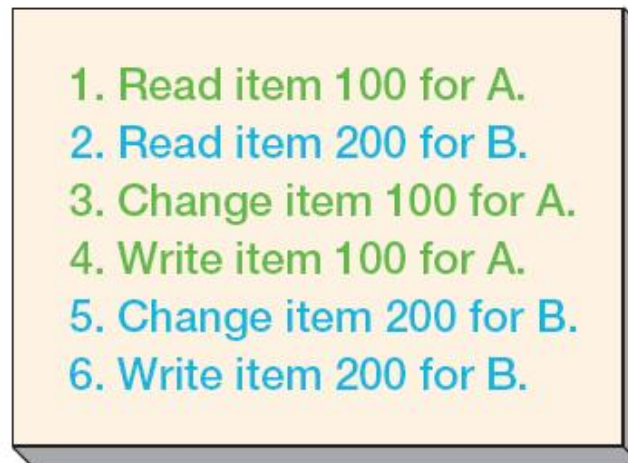 1. Read item 100 for A.
2. Read item 200 for B.
3. Change item 100 for A.
4. Write item 100 for A.
5. Change item 200 for B.
6. Write item 200 for B.